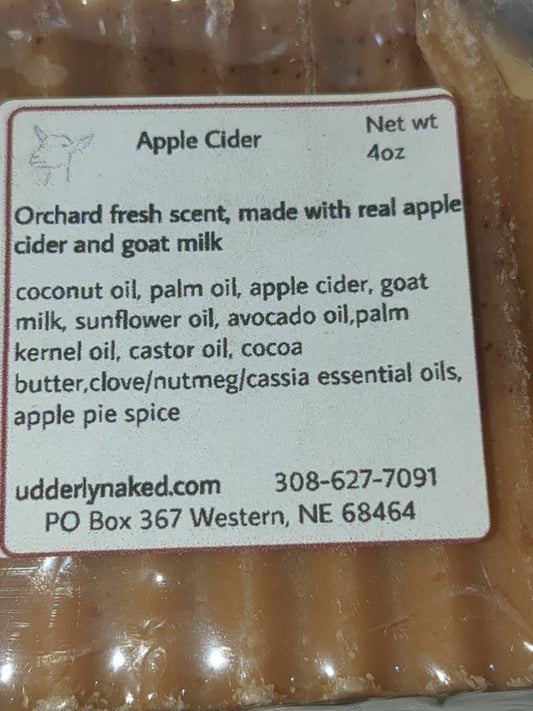 Apple Cider
Net wt
4oz
Orchard fresh scent, made with real apple
cider and goat milk
coconut oil, palm oil, apple cider, goat
milk, sunflower oil, avocado oil,palm
kernel oil, castor oil, cocoa
butter,clove/nutmeg/cassia essential oils,
apple pie spice
udderlynaked.com 308-627-7091
PO Box 367 Western, NE 68464